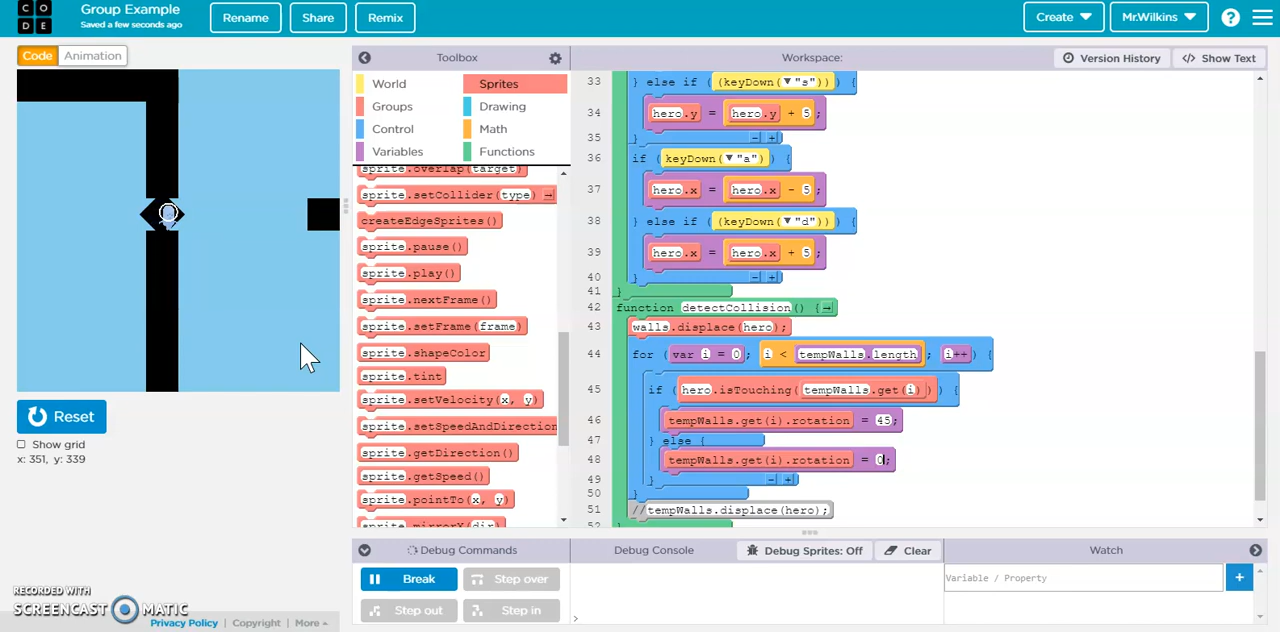 C O
D E
Group Example
Saved a few seconds ago
Rename
Share
Remix
Create
Mr.Wilkins
?
Code
Animation
Toolbox
Workspace:
Version History
</> Show Text
World
Sprites
Groups
Drawing
Control
Math
Variables
Functions
sprite.overlap(target)
sprite.setCollider(type) →
createEdgeSprites()
sprite.pause()
sprite.play()
sprite.nextFrame()
sprite.setFrame(frame)
sprite.shapeColor
sprite.tint
sprite.setVelocity(x, y)
sprite.setSpeedAndDirection
sprite.getDirection()
sprite.getSpeed()
sprite.pointTo(x, y)
sprite.mirrorX(dir)
33 } else if ( (keyDown(▼"s")) ) {
34 hero.y = hero.y + 5;
35 } - +
36 if ( keyDown(▼"a") ) {
37 hero.x = hero.x - 5;
38 } else if ( (keyDown(▼"d")) ) {
39 hero.x = hero.x + 5;
40 } - +
41 }
42 function detectCollision() { →
43 walls.displace(hero);
44 for ( var i = 0; i < tempWalls.length ; i++ ) {
45 if ( hero.isTouching( tempWalls.get(i) ) ) {
46 tempWalls.get(i).rotation = 45;
47 } else {
48 tempWalls.get(i).rotation = 0;
49 } - +
50 }
51 //tempWalls.displace(hero);
52
Reset
Show grid
x: 351, y: 339
Debug Commands
Debug Console
Debug Sprites: Off
Clear
Watch
Break
Step over
Step out
Step in
Variable / Property
+
>
RECORDED WITH
SCREENCAST MATIC
Privacy Policy | Copyright | More ▲